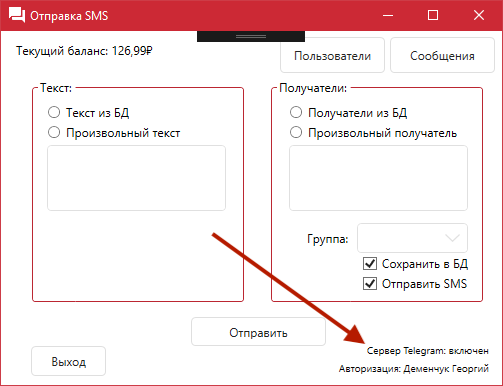 Отправка SMS
Текущий баланс: 126,99₽
Пользователи
Сообщения
Текст:
Текст из БД
Произвольный текст
Получатели:
Получатели из БД
Произвольный получатель
Группа:
Сохранить в БД
Отправить SMS
Отправить
Сервер Telegram: включен
Выход
Авторизация: Деменчук Георгий